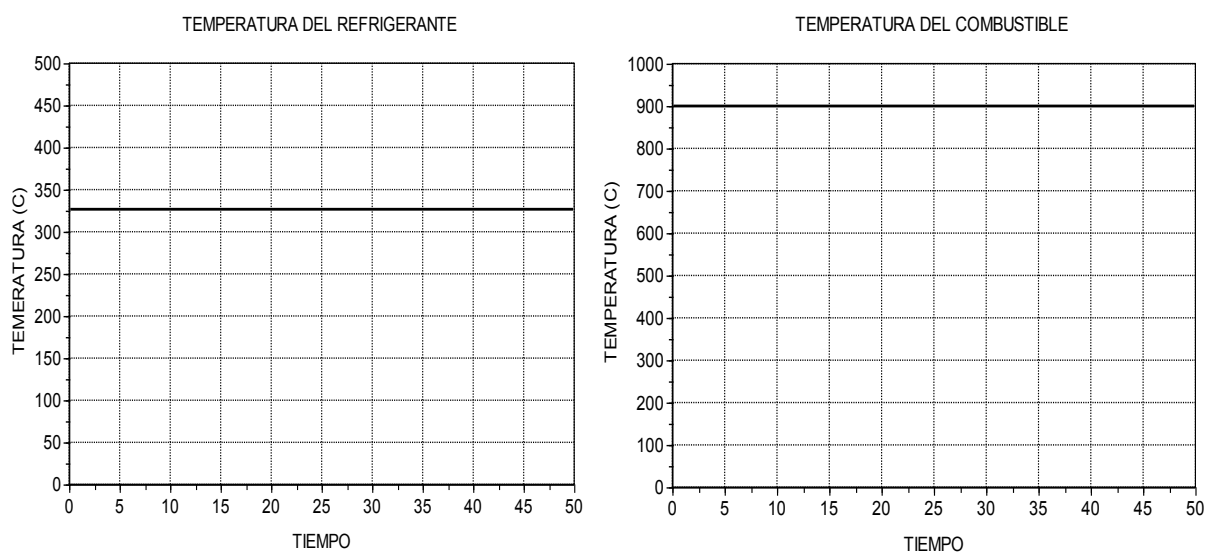 TEMPERATURA DEL REFRIGERANTE
500
450
400
350
300
250
200
150
100
50
0
TEMERATURA (C)
0 5 10 15 20 25 30 35 40 45 50
TIEMPO
TEMPERATURA DEL COMBUSTIBLE
1000
900
800
700
600
500
400
300
200
100
0
TEMPERATURA (C)
0 5 10 15 20 25 30 35 40 45 50
TIEMPO